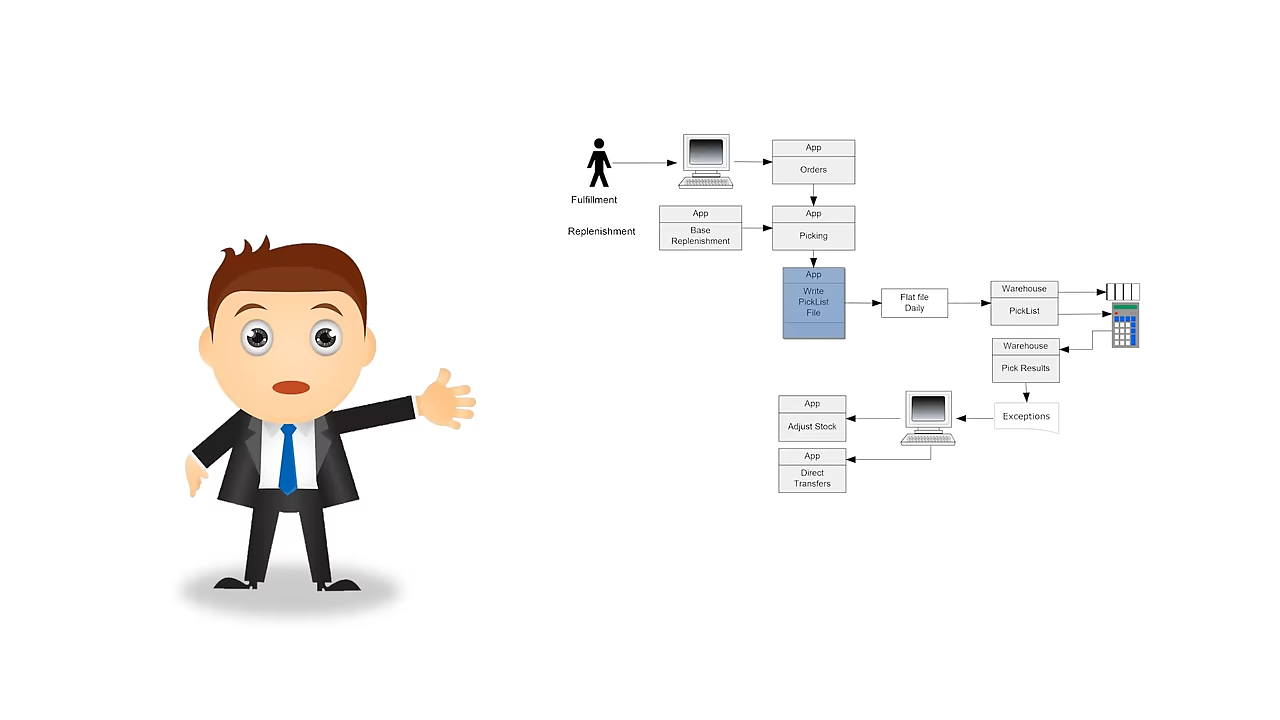 App
Orders
Fulfillment
Replenishment
App
Base
Replenishment
App
Picking
App
Write
PickList
File
Flat file
Daily
Warehouse
PickList
Warehouse
Pick Results
Exceptions
App
Adjust Stock
App
Direct
Transfers